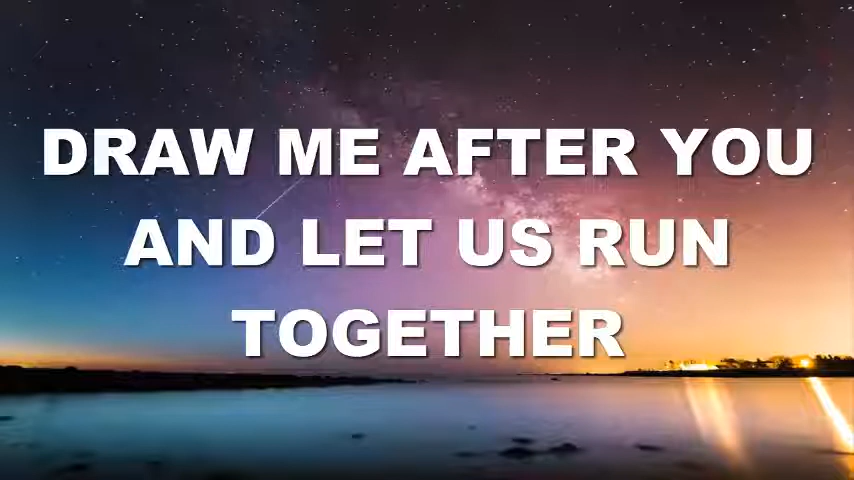 DRAW ME AFTER YOU
AND LET US RUN
TOGETHER